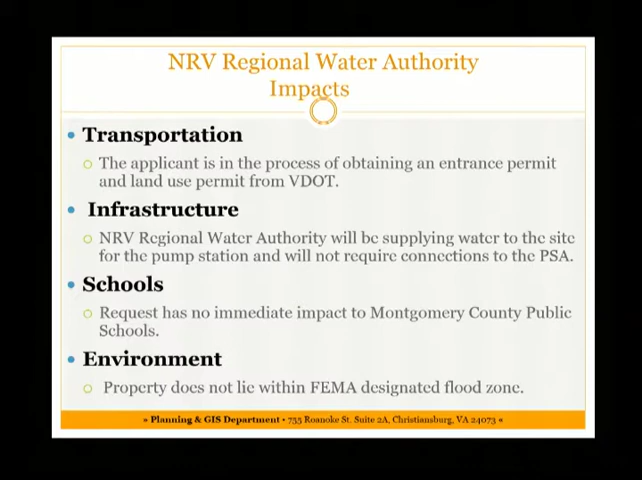 NRV Regional Water Authority
Impacts
• Transportation
○ The applicant is in the process of obtaining an entrance permit
and land use permit from VDOT.
• Infrastructure
○ NRV Regional Water Authority will be supplying water to the site
for the pump station and will not require connections to the PSA.
• Schools
○ Request has no immediate impact to Montgomery County Public
Schools.
• Environment
○ Property does not lie within FEMA designated flood zone.
» Planning & GIS Department • 755 Roanoke St. Suite 2A, Christiansburg, VA 24073 «